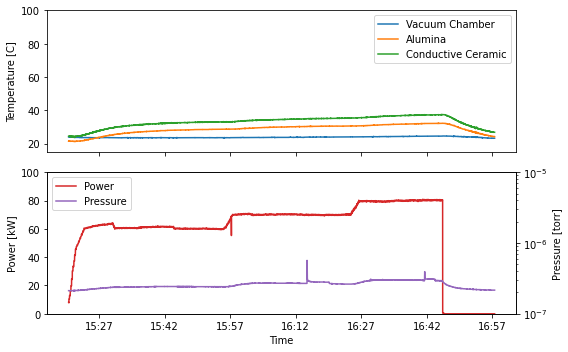 100
80
60
40
20
Temperature [C]
Vacuum Chamber
Alumina
Conductive Ceramic
100
80
60
40
20
0
Power [kW]
Power
Pressure
10⁻⁵
10⁻⁶
10⁻⁷
Pressure [torr]
15:27 15:42 15:57 16:12 16:27 16:42 16:57
Time